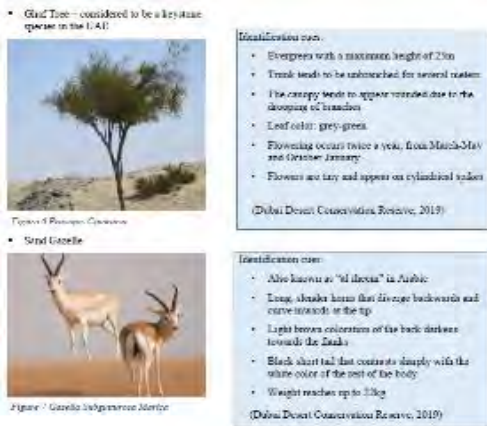 • Ghaf Tree – considered to be a keystone
species in the UAE
Identification cues:
• Evergreen with a maximum height of 25m
• Trunk tends to be unbranched for several meters
• The canopy tends to appear rounded due to the
drooping of branches
• Leaf color: grey-green
• Flowering occurs twice a year, from March-May
and October January
• Flowers are tiny and appear on cylindrical spikes
(Dubai Desert Conservation Reserve, 2019)
Figure 6 Prosopis Cineraria
• Sand Gazelle
Identification cues:
• Also known as "al rheem" in Arabic
• Long, slender horns that diverge backwards and
curve inwards at the tip
• Light brown coloration of the back darkens
towards the flanks
• Black short tail that contrasts sharply with the
white color of the rest of the body
• Weight reaches up to 22kg
(Dubai Desert Conservation Reserve, 2019)
Figure 7 Gazella Subgutturosa Marica